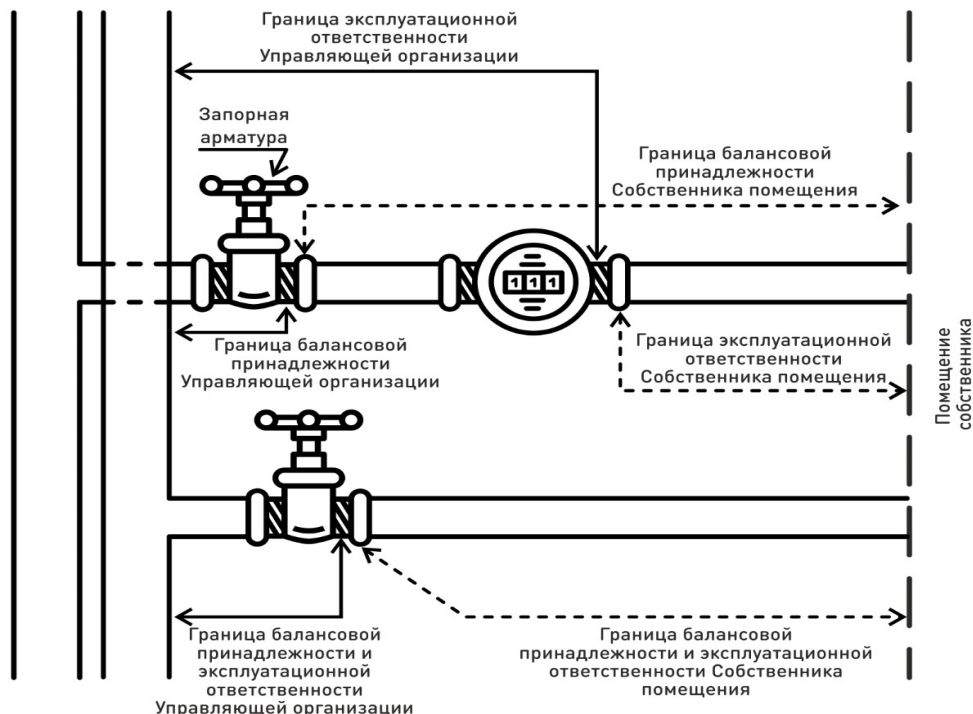 Граница эксплуатационной
ответственности
Управляющей организации
Запорная
арматура
Граница балансовой
принадлежности
Собственника помещения
111
Граница балансовой
принадлежности
Управляющей организации
Граница эксплуатационной
ответственности
Собственника помещения
Помещение
собственника
Граница балансовой
принадлежности и
эксплуатационной
ответственности
Управляющей организации
Граница балансовой
принадлежности и эксплуатационной
ответственности Собственника
помещения